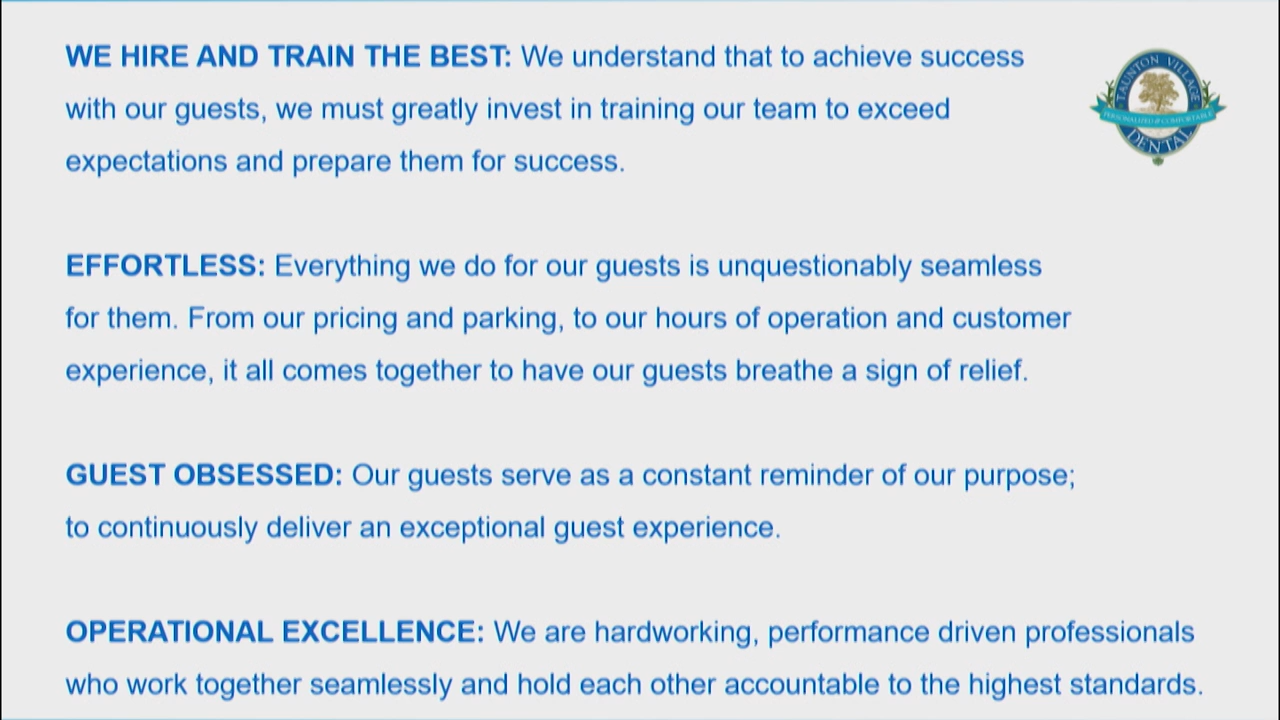 WE HIRE AND TRAIN THE BEST: We understand that to achieve success
with our guests, we must greatly invest in training our team to exceed
expectations and prepare them for success.
TAUNTON VILLAGE
PERSONALIZED & COMFORTABLE
DENTAL
EFFORTLESS: Everything we do for our guests is unquestionably seamless
for them. From our pricing and parking, to our hours of operation and customer
experience, it all comes together to have our guests breathe a sign of relief.
GUEST OBSESSED: Our guests serve as a constant reminder of our purpose;
to continuously deliver an exceptional guest experience.
OPERATIONAL EXCELLENCE: We are hardworking, performance driven professionals
who work together seamlessly and hold each other accountable to the highest standards.